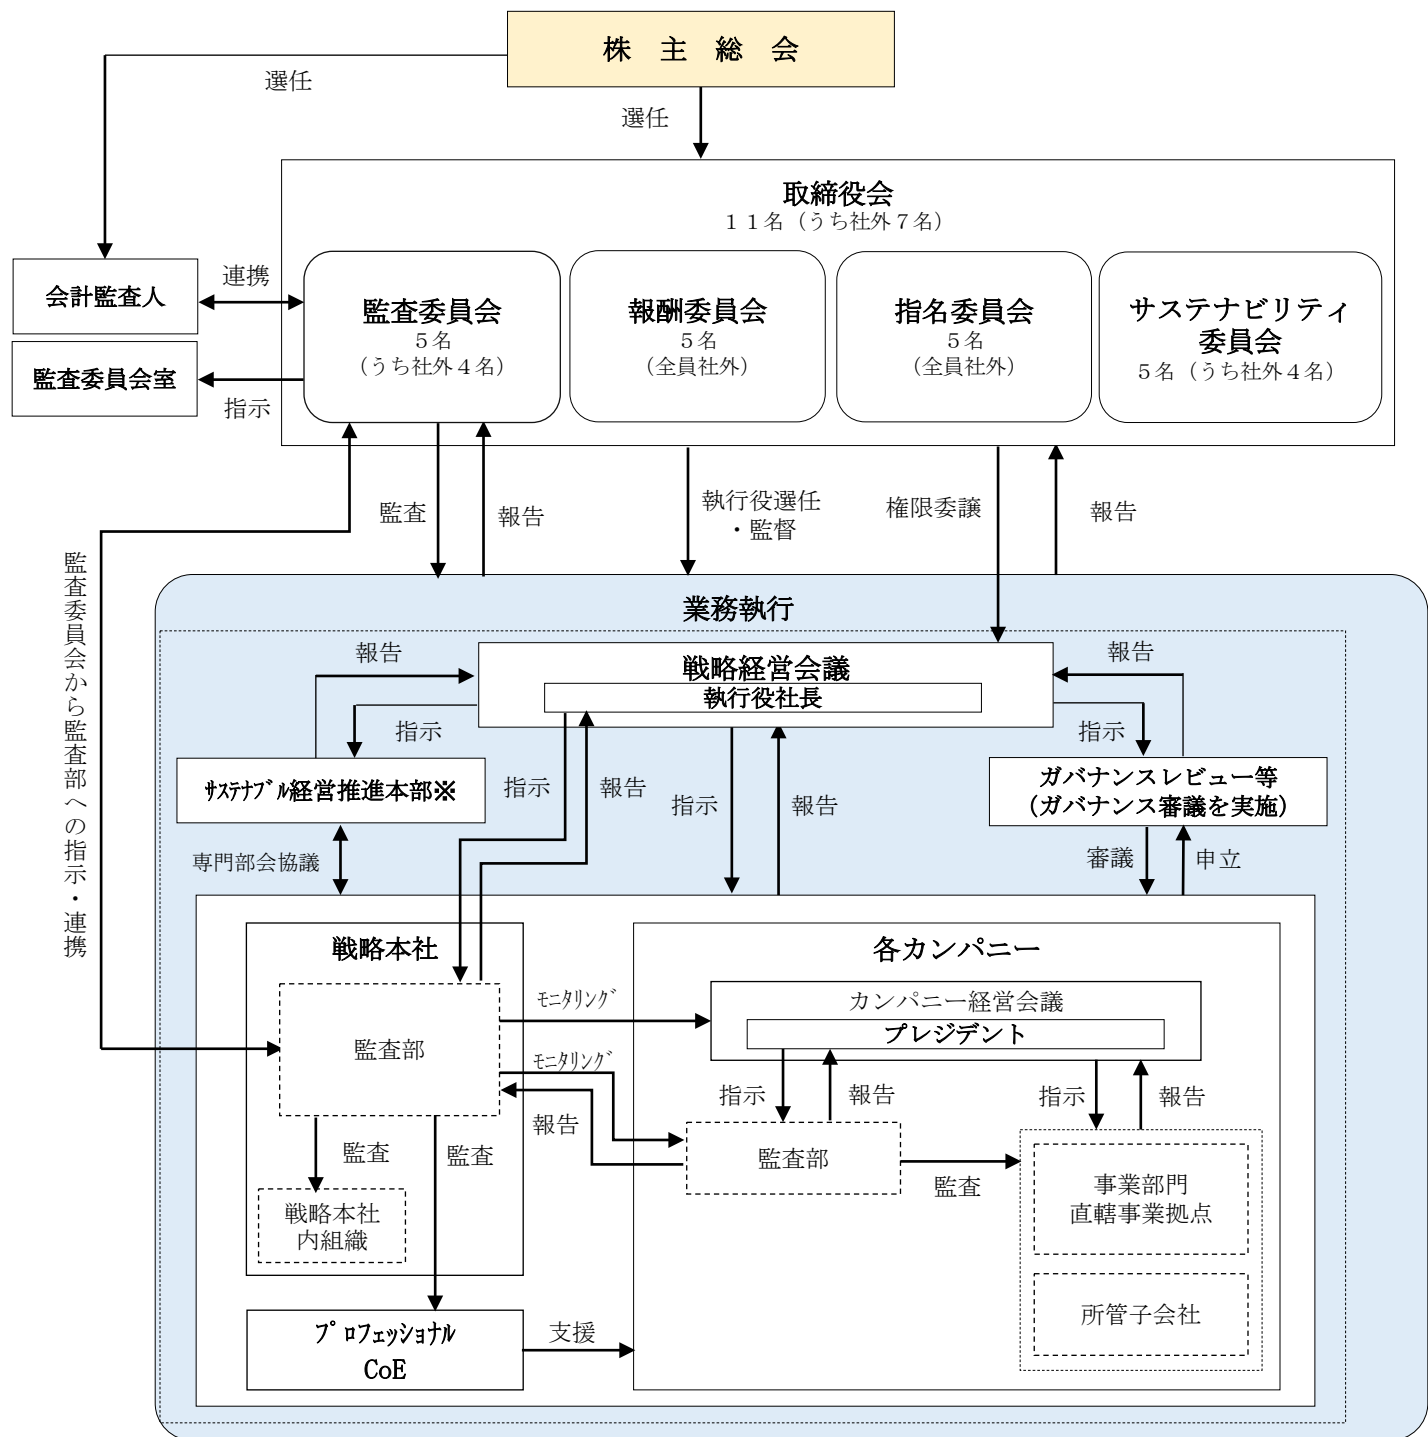 株 主 総 会
選任
選任
取締役会
１１名（うち社外７名）
会計監査人
連携
監査委員会
５名
（うち社外４名）
報酬委員会
５名
（全員社外）
指名委員会
５名
（全員社外）
サステナビリティ
委員会
５名（うち社外４名）
監査委員会室
指示
監査
報告
執行役選任
・監督
権限委譲
報告
監査委員会から監査部への指示・連携
業務執行
報告
戦略経営会議
執行役社長
報告
指示
指示
ｻｽﾃﾅﾌﾞﾙ経営推進本部※
指示
報告
指示
報告
ガバナンスレビュー等
（ガバナンス審議を実施）
専門部会協議
審議
申立
戦略本社
各カンパニー
監査部
ﾓﾆﾀﾘﾝｸﾞ
カンパニー経営会議
プレジデント
ﾓﾆﾀﾘﾝｸﾞ
報告
指示
報告
指示
報告
監査
監査
監査部
監査
事業部門
直轄事業拠点
戦略本社
内組織
所管子会社
ﾌﾟﾛﾌｪｯｼｮﾅﾙ
CoE
支援